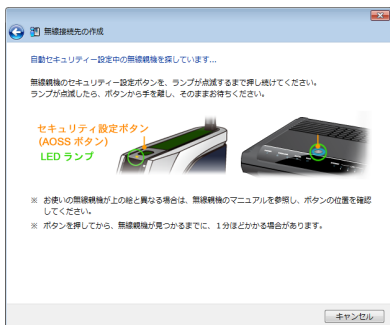 無線接続先の作成
自動セキュリティー設定中の無線親機を探しています...
無線親機のセキュリティー設定ボタンを、ランプが点滅するまで押し続けてください。
ランプが点滅したら、ボタンから手を離し、そのままお待ちください。
セキュリティ設定ボタン
(AOSS ボタン)
LED ランプ
※ お使いの無線親機が上の絵と異なる場合は、無線親機のマニュアルを参照し、ボタンの位置を確認
してください。
※ ボタンを押してから、無線親機が見つかるまでに、1分ほどかかる場合があります。
キャンセル